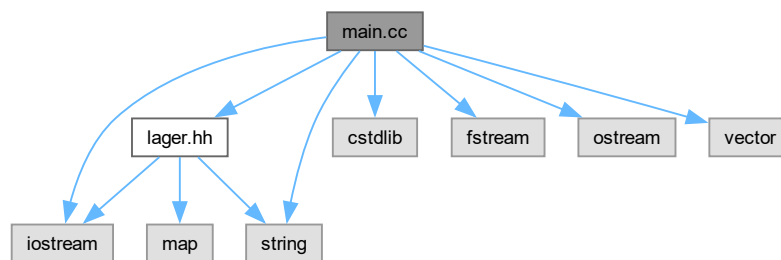 main.cc
lager.hh
cstdlib
fstream
ostream
vector
iostream
map
string